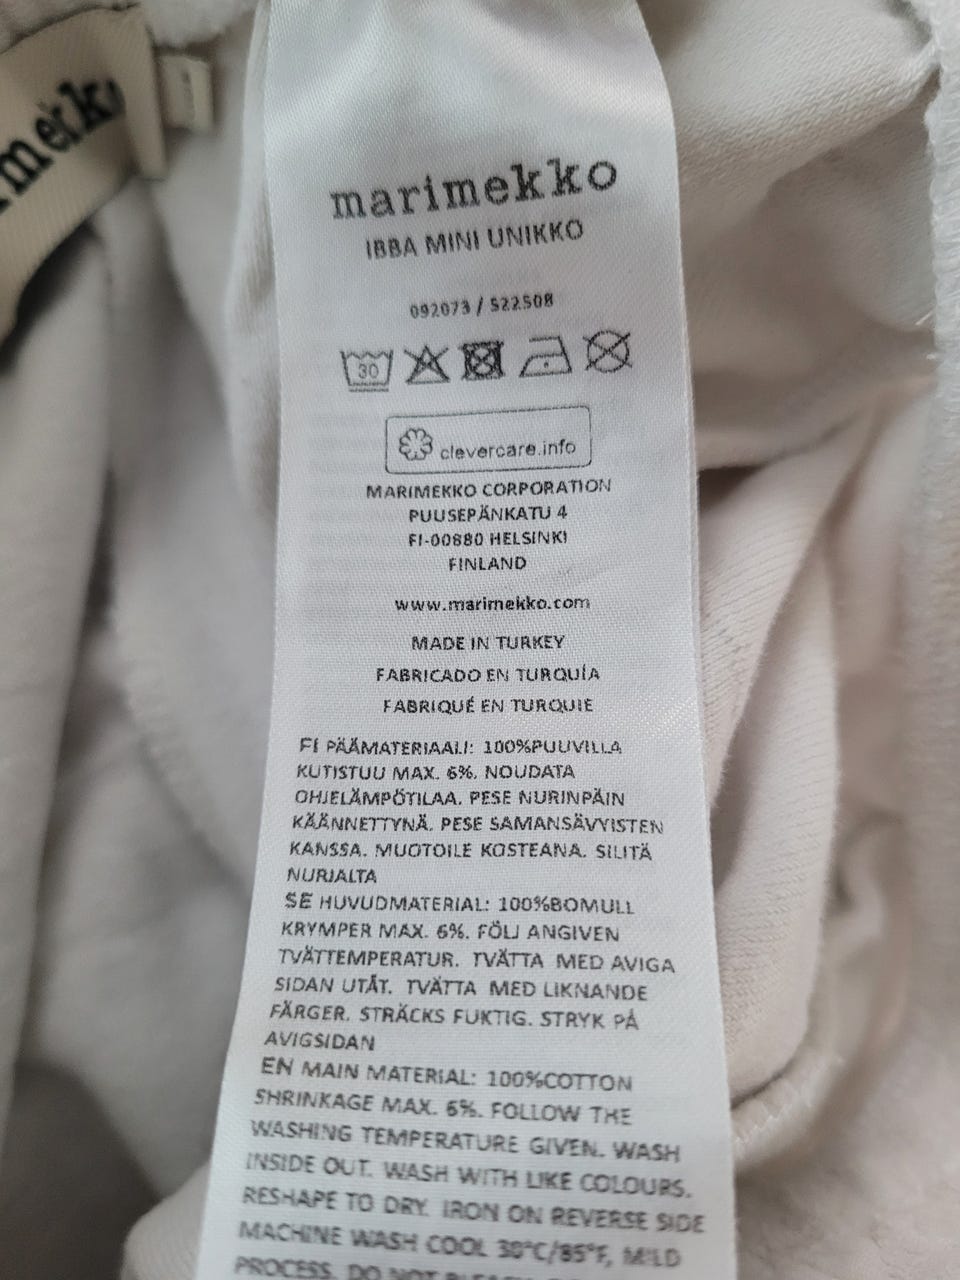 marimekko
IBBA MINI UNIKKO
092073 / 522508
30
clevercare.info
MARIMEKKO CORPORATION
PUUSEPÄNKATU 4
FI-00880 HELSINKI
FINLAND
www.marimekko.com
MADE IN TURKEY
FABRICADO EN TURQUÍA
FABRIQUÉ EN TURQUIE
FI PÄÄMATERIAALI: 100%PUUVILLA
KUTISTUU MAX. 6%. NOUDATA
OHJELÄMPÖTILAA. PESE NURINPÄIN
KÄÄNNETTYNÄ. PESE SAMANSÄVYISTEN
KANSSA. MUOTOILE KOSTEANA. SILITÄ
NURJALTA
SE HUVUDMATERIAL: 100%BOMULL
KRYMPER MAX. 6%. FÖLJ ANGIVEN
TVÄTTEMPERATUR. TVÄTTA MED AVIGA
SIDAN UTÅT. TVÄTTA MED LIKNANDE
FÄRGER. STRÄCKS FUKTIG. STRYK PÅ
AVIGSIDAN
EN MAIN MATERIAL: 100%COTTON
SHRINKAGE MAX. 6%. FOLLOW THE
WASHING TEMPERATURE GIVEN. WASH
INSIDE OUT. WASH WITH LIKE COLOURS.
RESHAPE TO DRY. IRON ON REVERSE SIDE
MACHINE WASH COOL 30°C/85°F, MILD
PROCESS. DO NOT